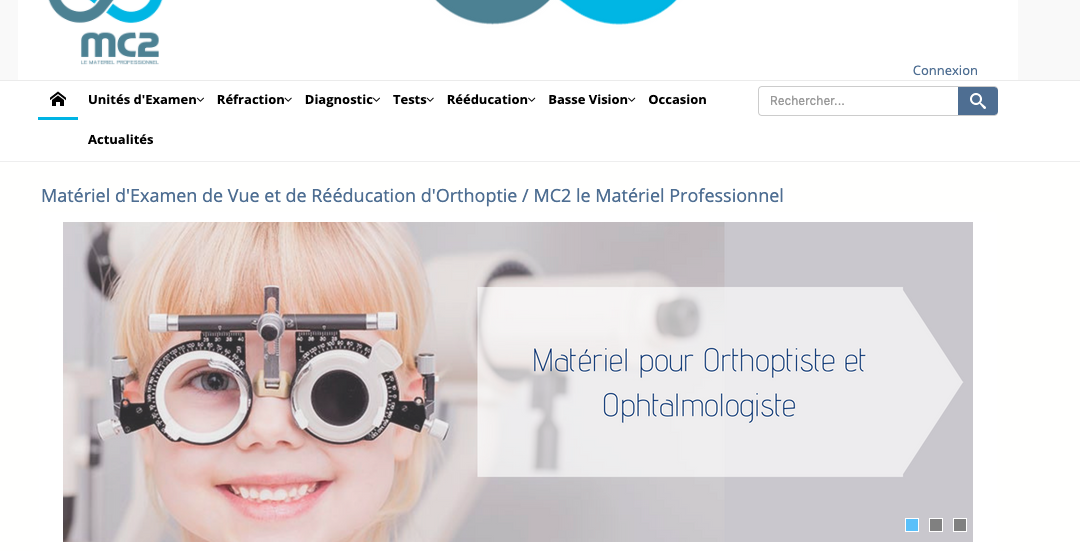 mc2
LE MATERIEL PROFESSIONNEL
Connexion
Unités d'Examen Réfraction Diagnostic Tests Rééducation Basse Vision Occasion
Rechercher...
Actualités
Matériel d'Examen de Vue et de Rééducation d'Orthoptie / MC2 le Matériel Professionnel
Matériel pour Orthoptiste et
Ophtalmologiste